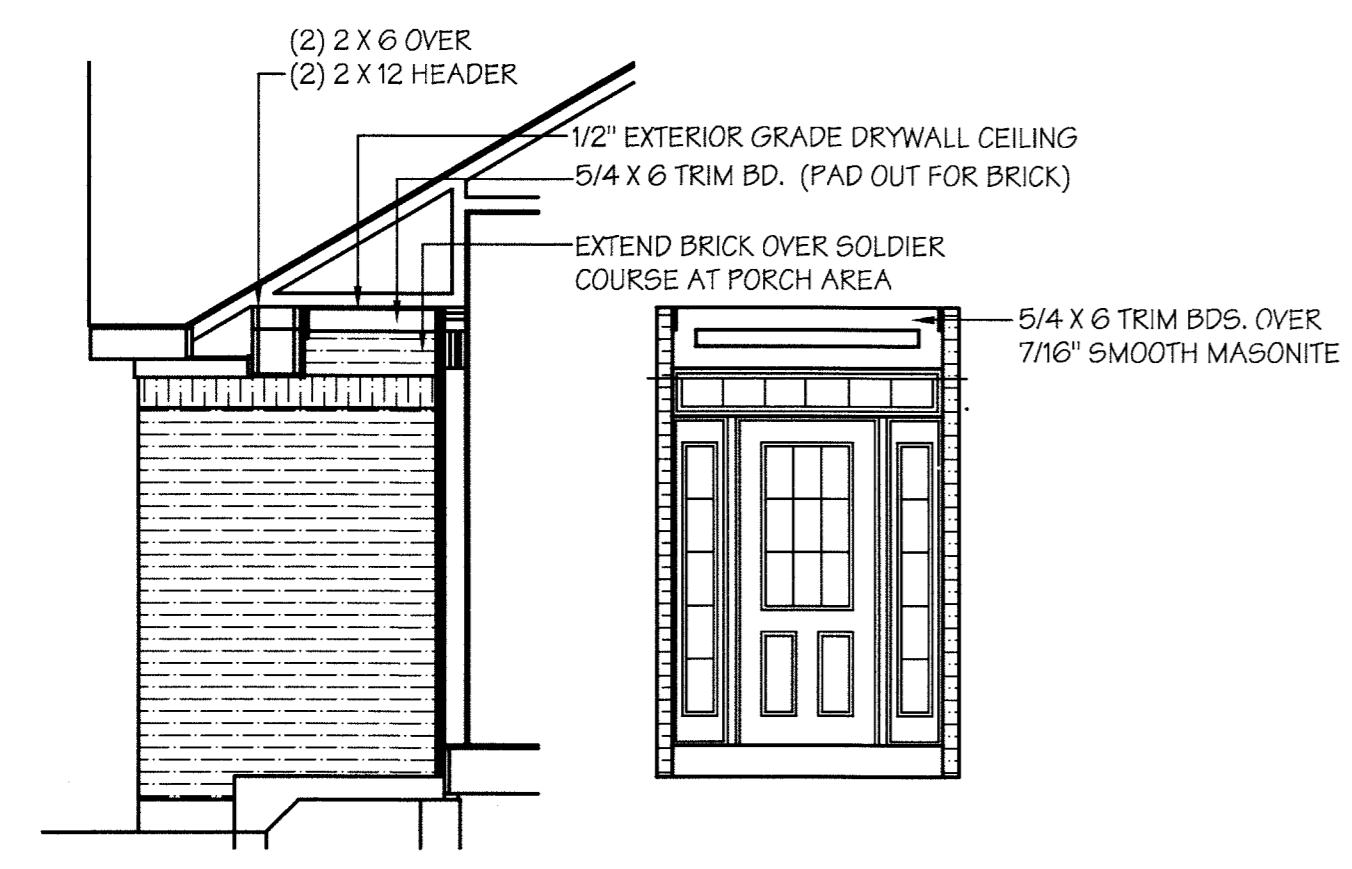 (2) 2 X 6 OVER
(2) 2 X 12 HEADER
1/2" EXTERIOR GRADE DRYWALL CEILING
5/4 X 6 TRIM BD. (PAD OUT FOR BRICK)
EXTEND BRICK OVER SOLDIER
COURSE AT PORCH AREA
5/4 X 6 TRIM BDS. OVER
7/16" SMOOTH MASONITE